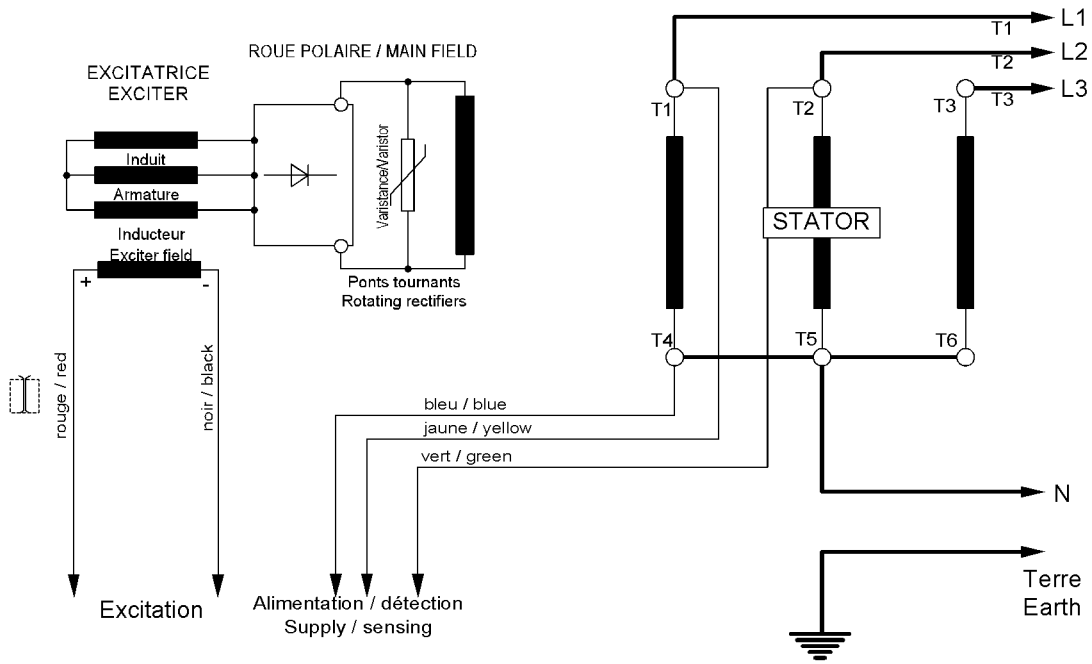 L1
T1
L2
T2
L3
T3
ROUE POLAIRE / MAIN FIELD
EXCITATRICE
EXCITER
T1
T2
T3
Induit
Armature
Inducteur
Exciter field
+
-
Varistance/Varistor
STATOR
Ponts tournants
Rotating rectifiers
T4
T5
T6
rouge / red
noir / black
bleu / blue
jaune / yellow
vert / green
N
Excitation
Alimentation / détection
Supply / sensing
Terre
Earth